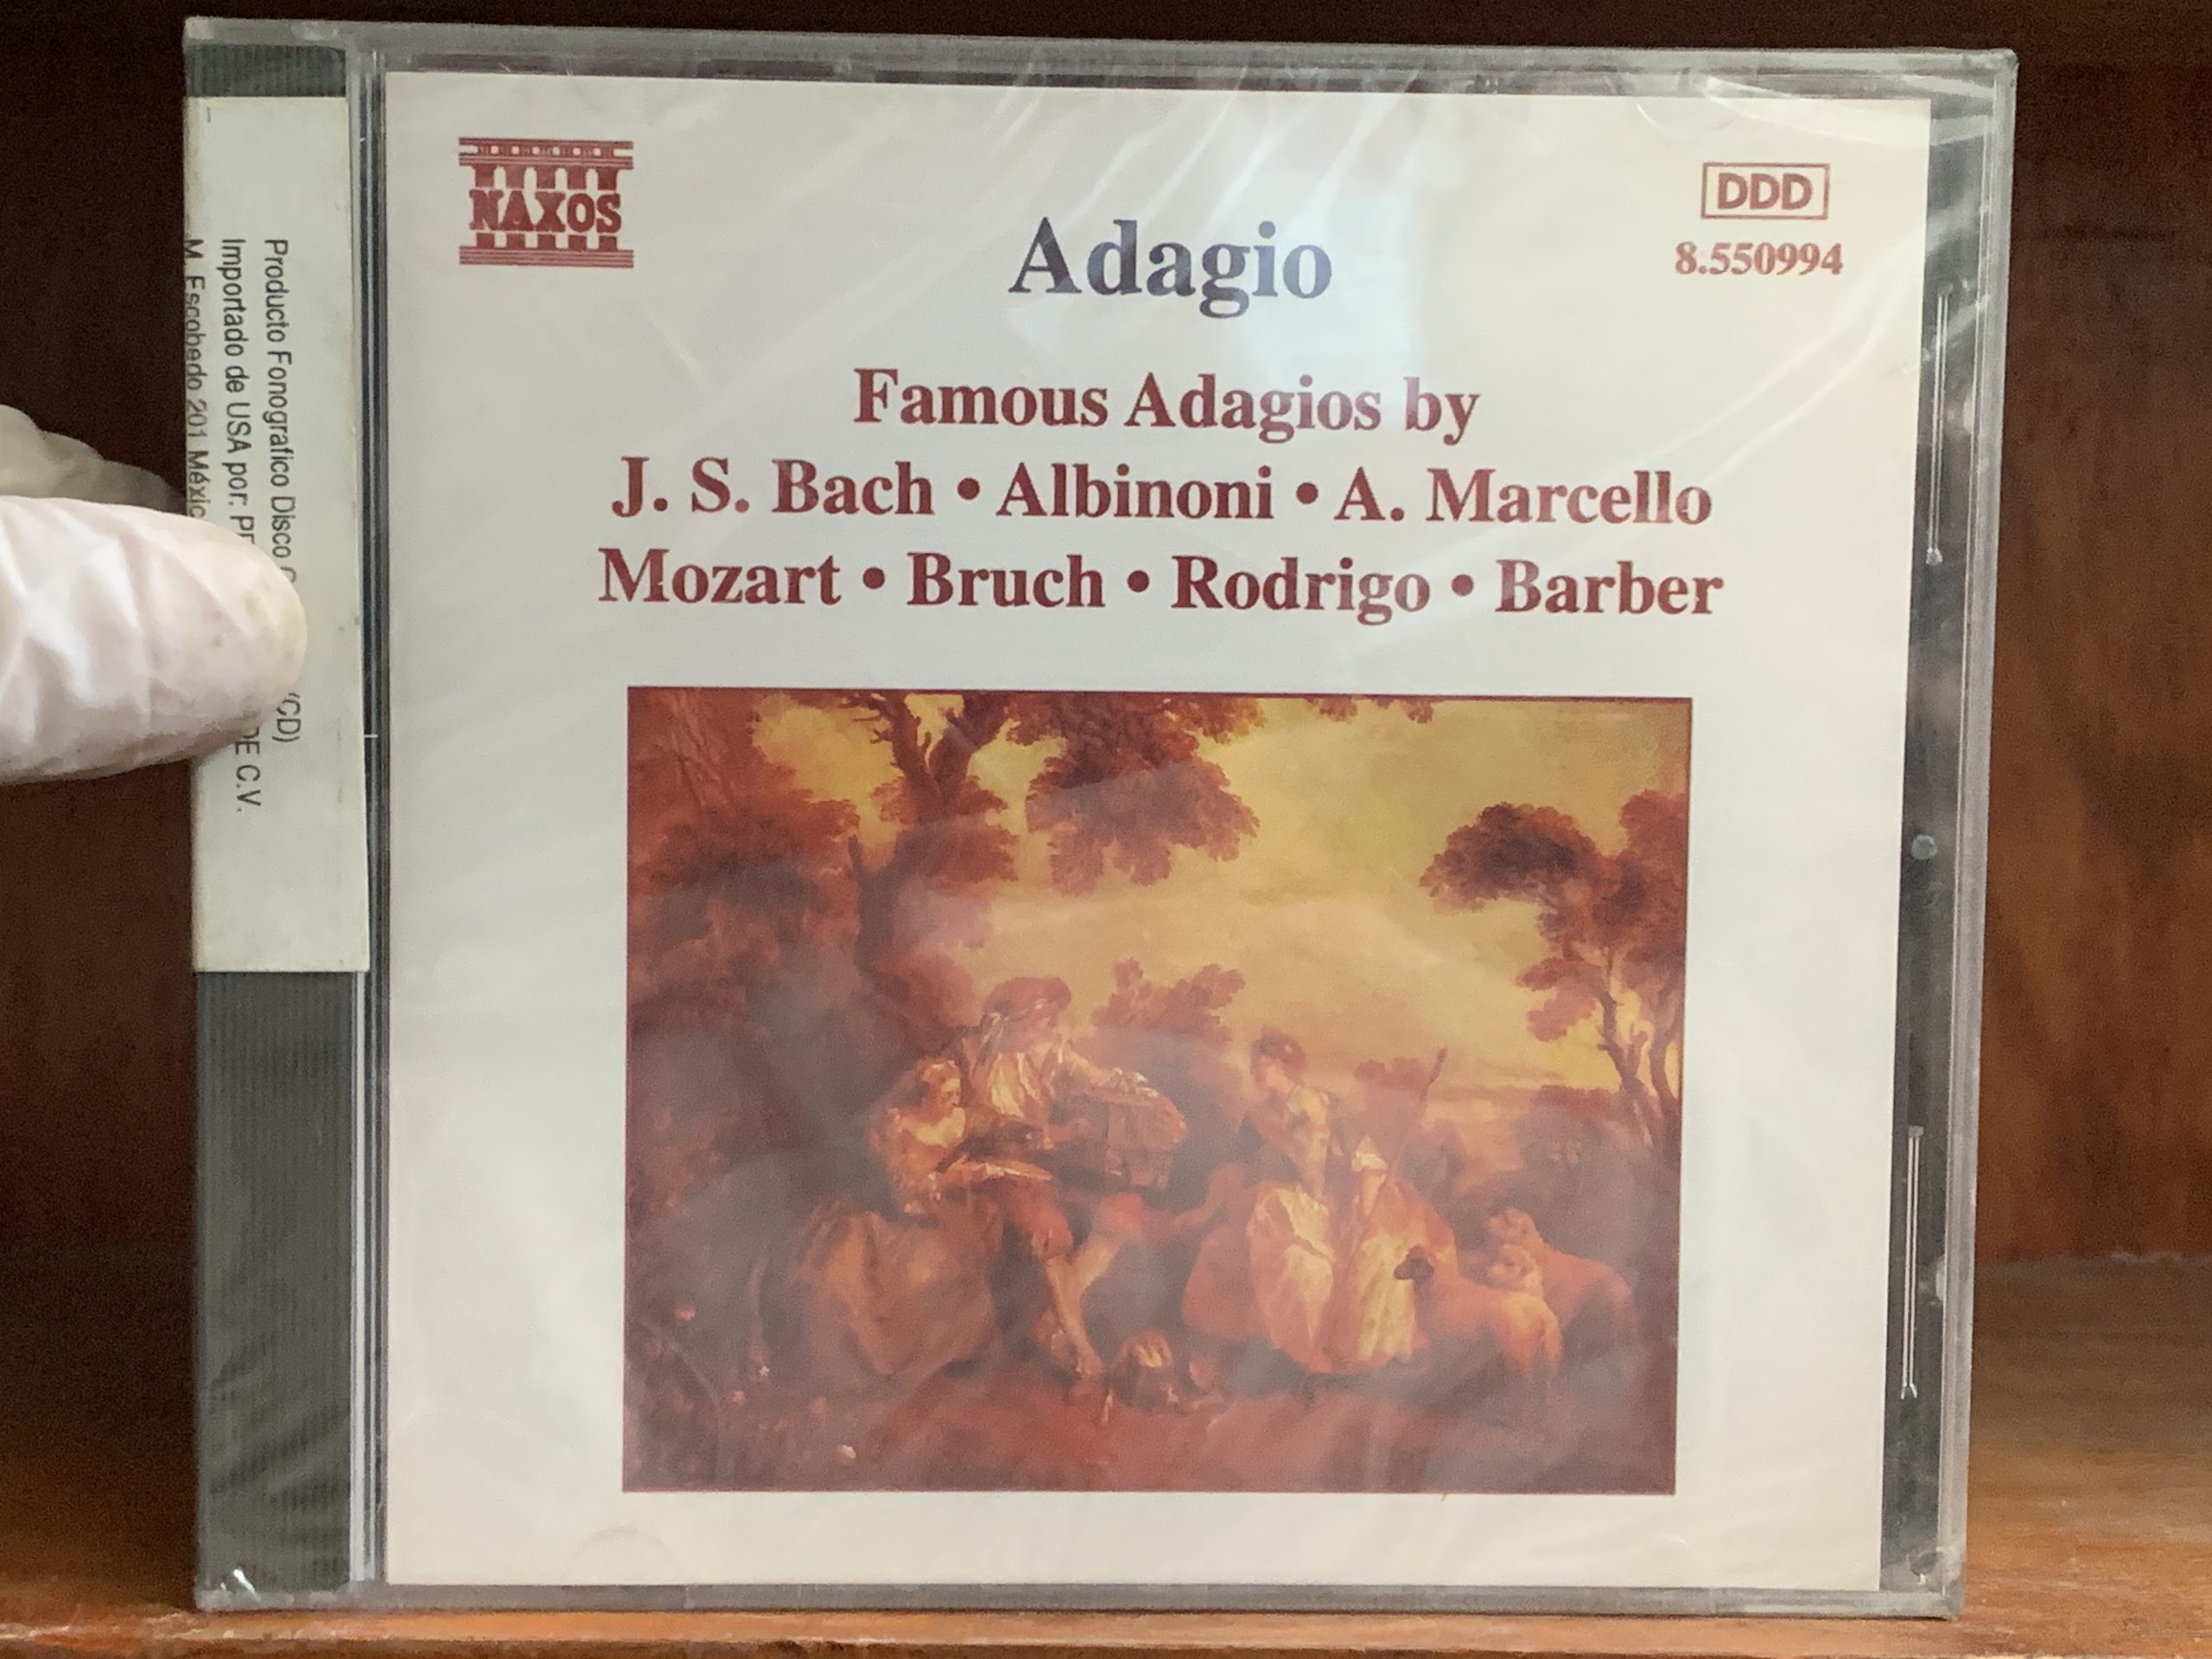 NAXOS
DDD
8.550994
Adagio
Famous Adagios by
J. S. Bach • Albinoni • A. Marcello
Mozart • Bruch • Rodrigo • Barber
Producto Fonografico Disco CD)
Importado de USA por: DE C.V.
M. Escobedo 201